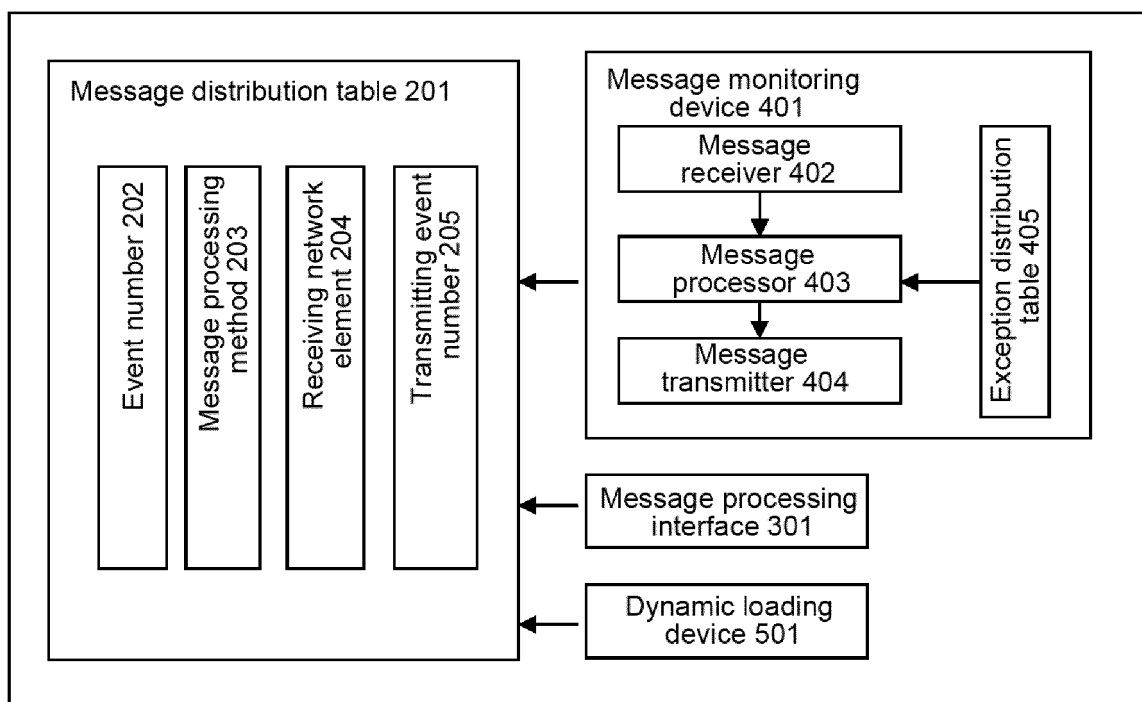 Message distribution table 201
Event number 202
Message processing
method 203
Receiving network
element 204
Transmitting event
number 205
Message monitoring
device 401
Message
receiver 402
Message
processor 403
Message
transmitter 404
Exception distribution
table 405
Message processing
interface 301
Dynamic loading
device 501